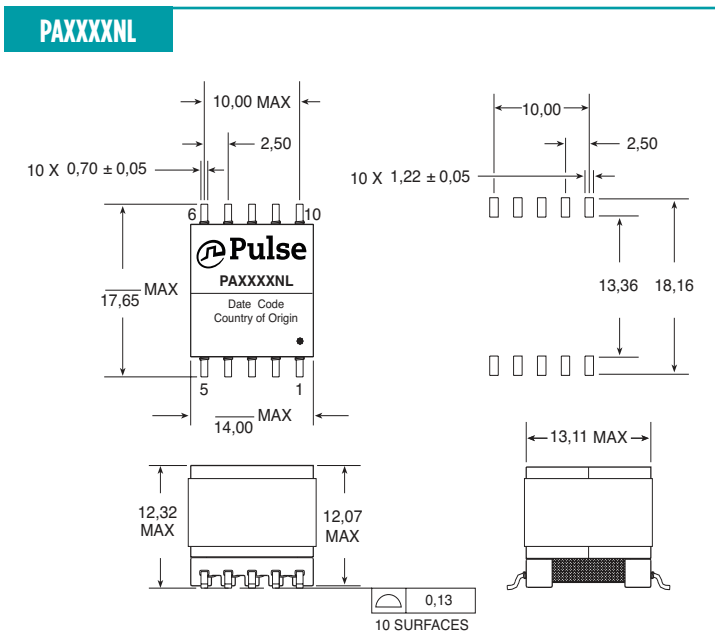 PAXXXXNL
10,00 MAX
2,50
10 X 0,70 ± 0,05
6
10
Pulse
PAXXXXNL
Date Code
Country of Origin
17,65 MAX
5
1
14,00 MAX
10,00
2,50
10 X 1,22 ± 0,05
13,36
18,16
12,32
MAX
12,07
MAX
13,11 MAX
0,13
10 SURFACES